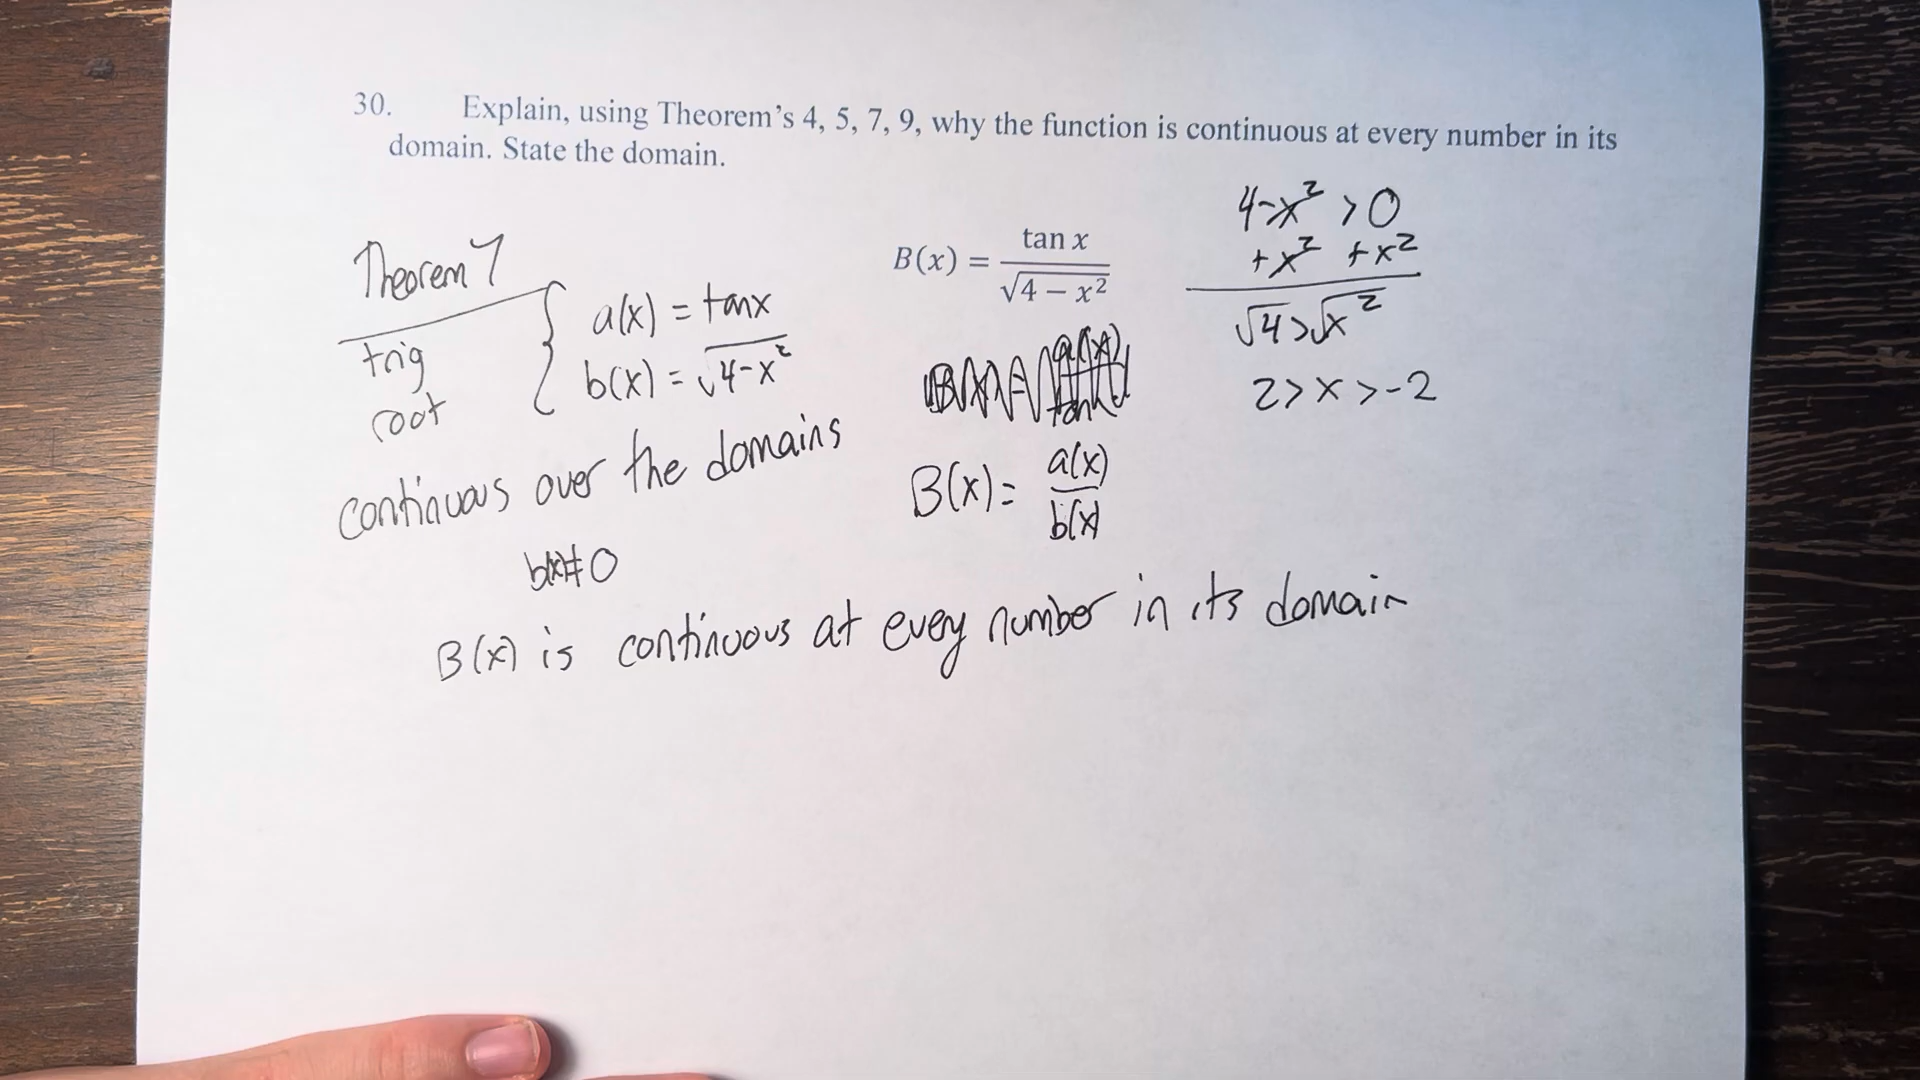 30. Explain, using Theorem's 4, 5, 7, 9, why the function is continuous at every number in its
domain. State the domain.
B(x) = tan x / √(4 − x²)
4-x² > 0
+x² +x²
√4 > √x²
2 > x > -2
Theorem 7
trig
root
a(x) = tanx
b(x) = √(4-x²)
continuous over the domains
b(x) ≠ 0
B(x) = a(x)/b(x)
B(x) is continuous at every number in its domain